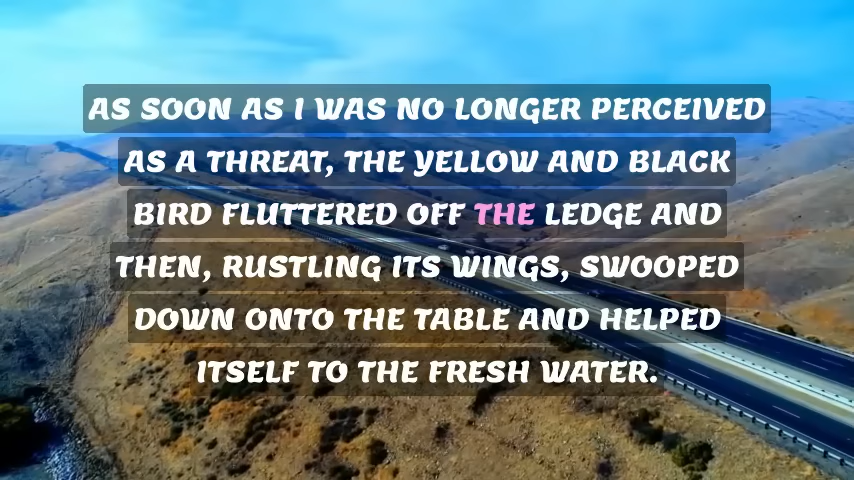 AS SOON AS I WAS NO LONGER PERCEIVED
AS A THREAT, THE YELLOW AND BLACK
BIRD FLUTTERED OFF THE LEDGE AND
THEN, RUSTLING ITS WINGS, SWOOPED
DOWN ONTO THE TABLE AND HELPED
ITSELF TO THE FRESH WATER.